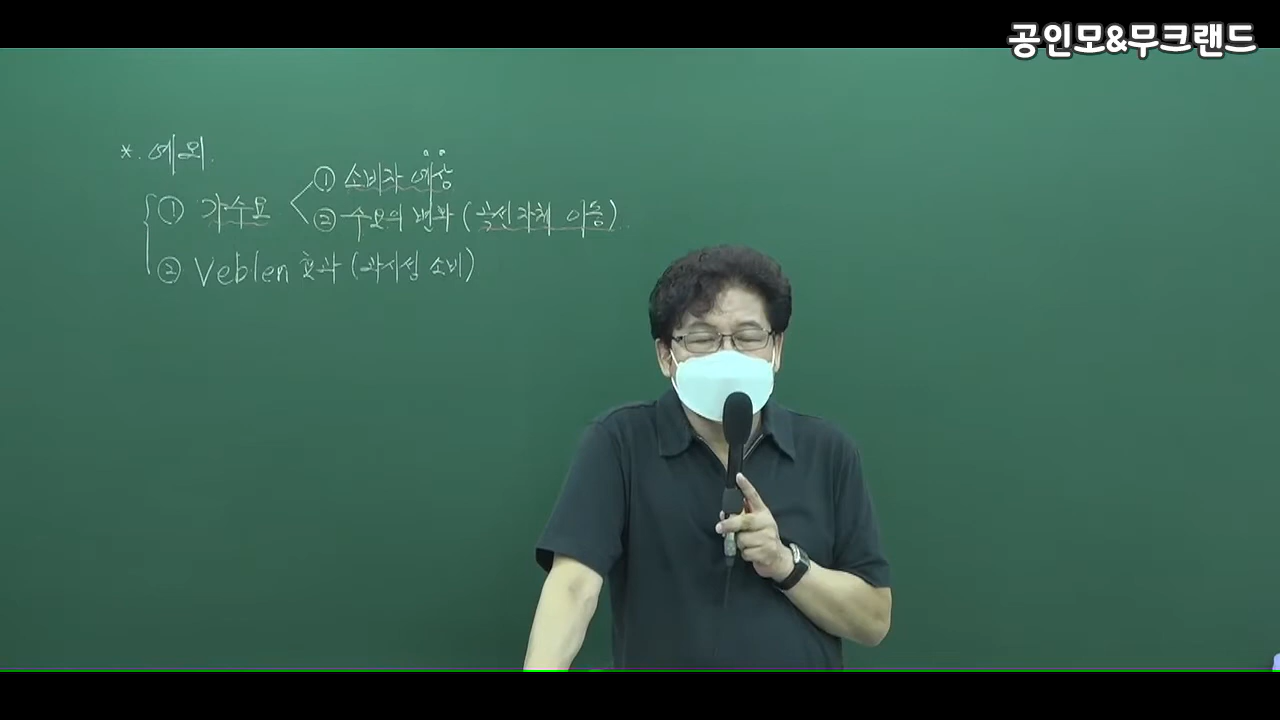 공인모&무크랜드
*. 예외.
① 가수요 ① 소비자 예상
② 수요의 변화 (곡선자체 이동)
② Veblen 효과 (과시성 소비)